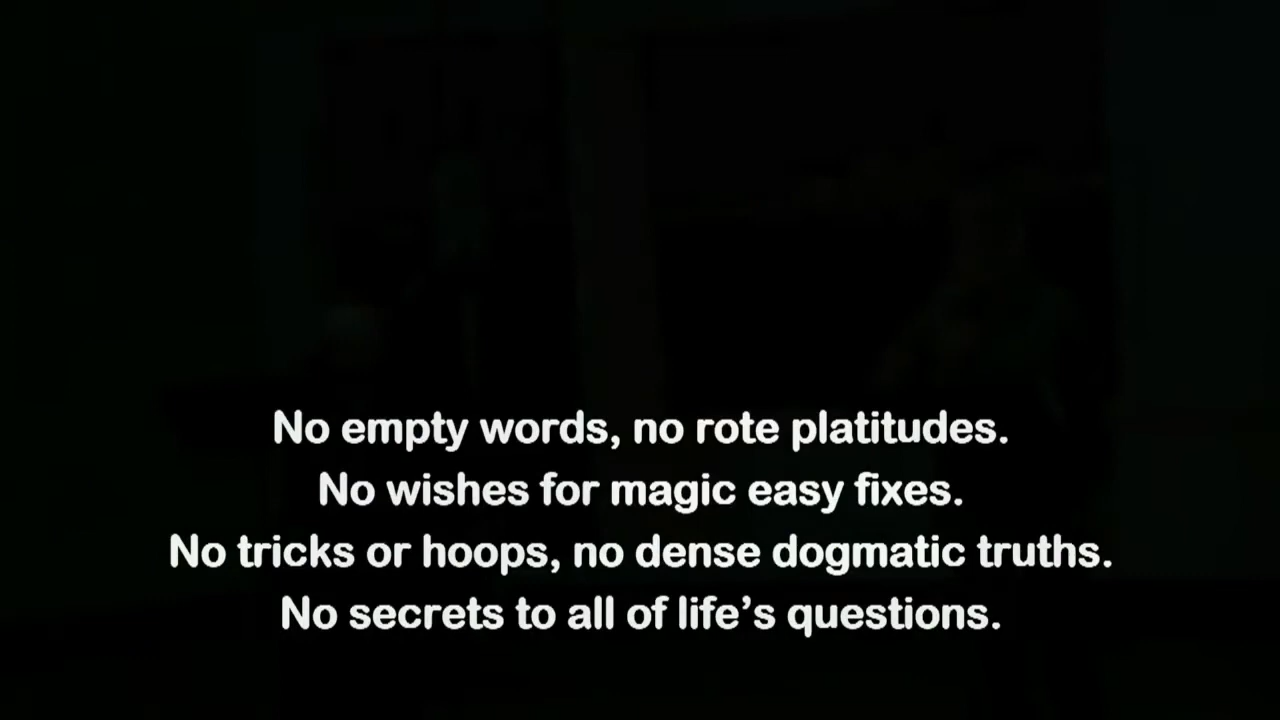 No empty words, no rote platitudes.
No wishes for magic easy fixes.
No tricks or hoops, no dense dogmatic truths.
No secrets to all of life’s questions.